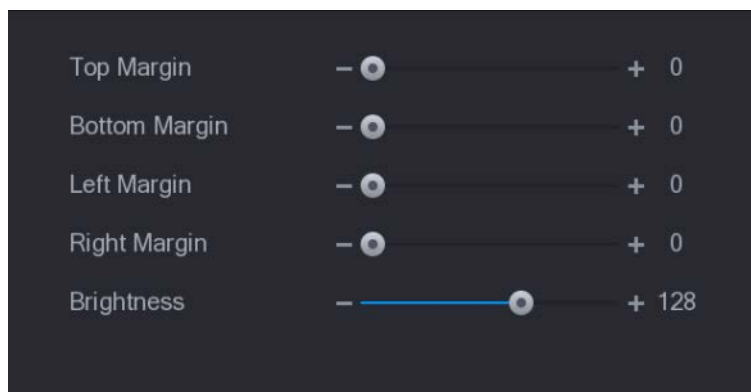 Top Margin − + 0
Bottom Margin − + 0
Left Margin − + 0
Right Margin − + 0
Brightness − + 128